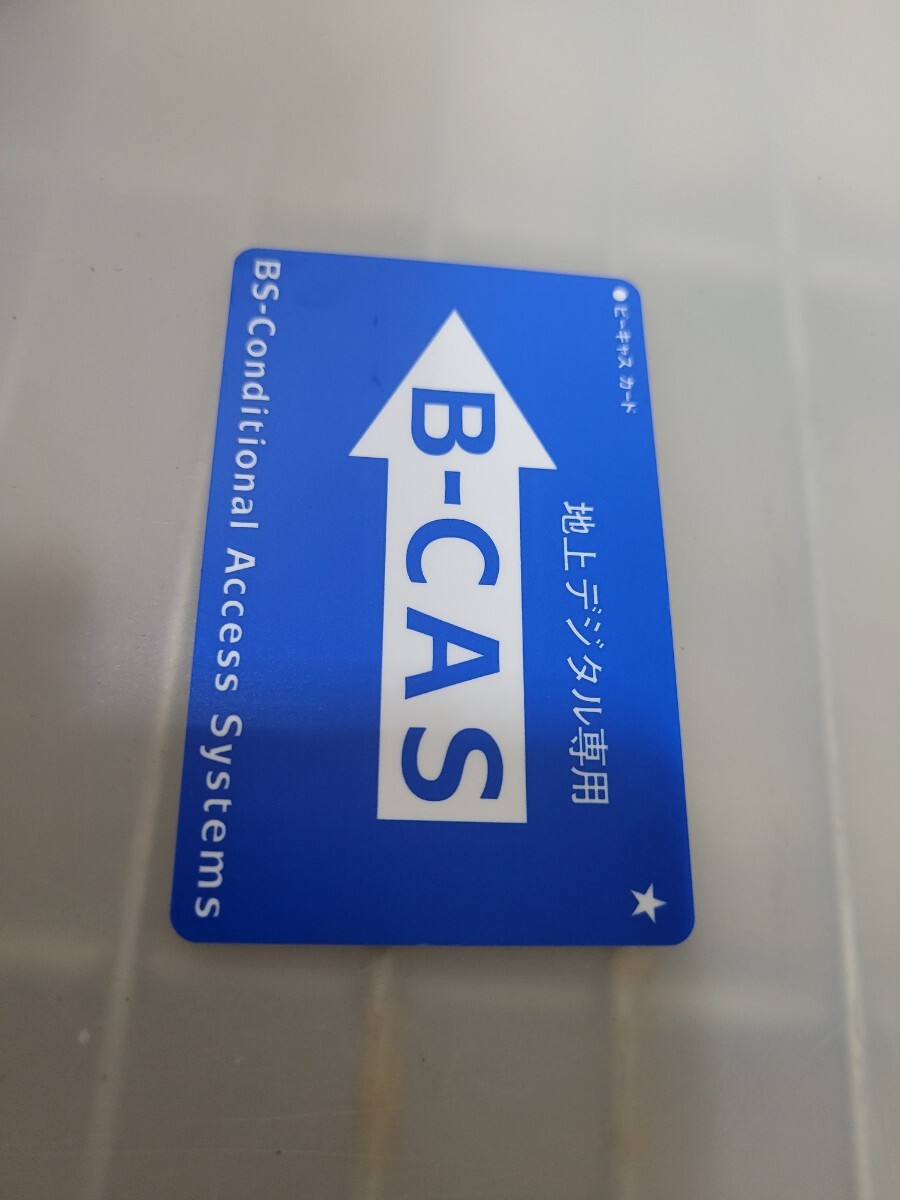 ●ビーキャス カード
地上デジタル専用
B-CAS
BS-Conditional Access Systems